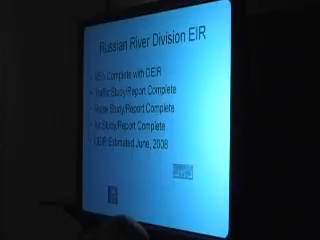 Russian River Division EIR
95% Complete with DEIR
Traffic Study/Report Complete
Noise Study/Report Complete
Air Study/Report Complete
DEIR Estimated June, 2008